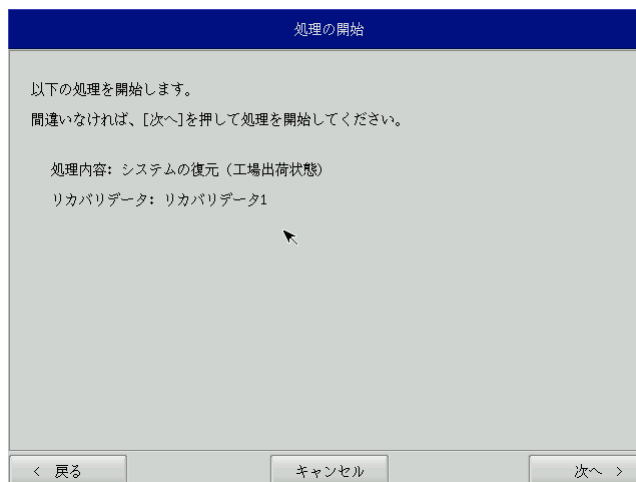 処理の開始
以下の処理を開始します。
間違いなければ、[次へ]を押して処理を開始してください。
処理内容: システムの復元（工場出荷状態）
リカバリデータ: リカバリデータ1
< 戻る
キャンセル
次へ >